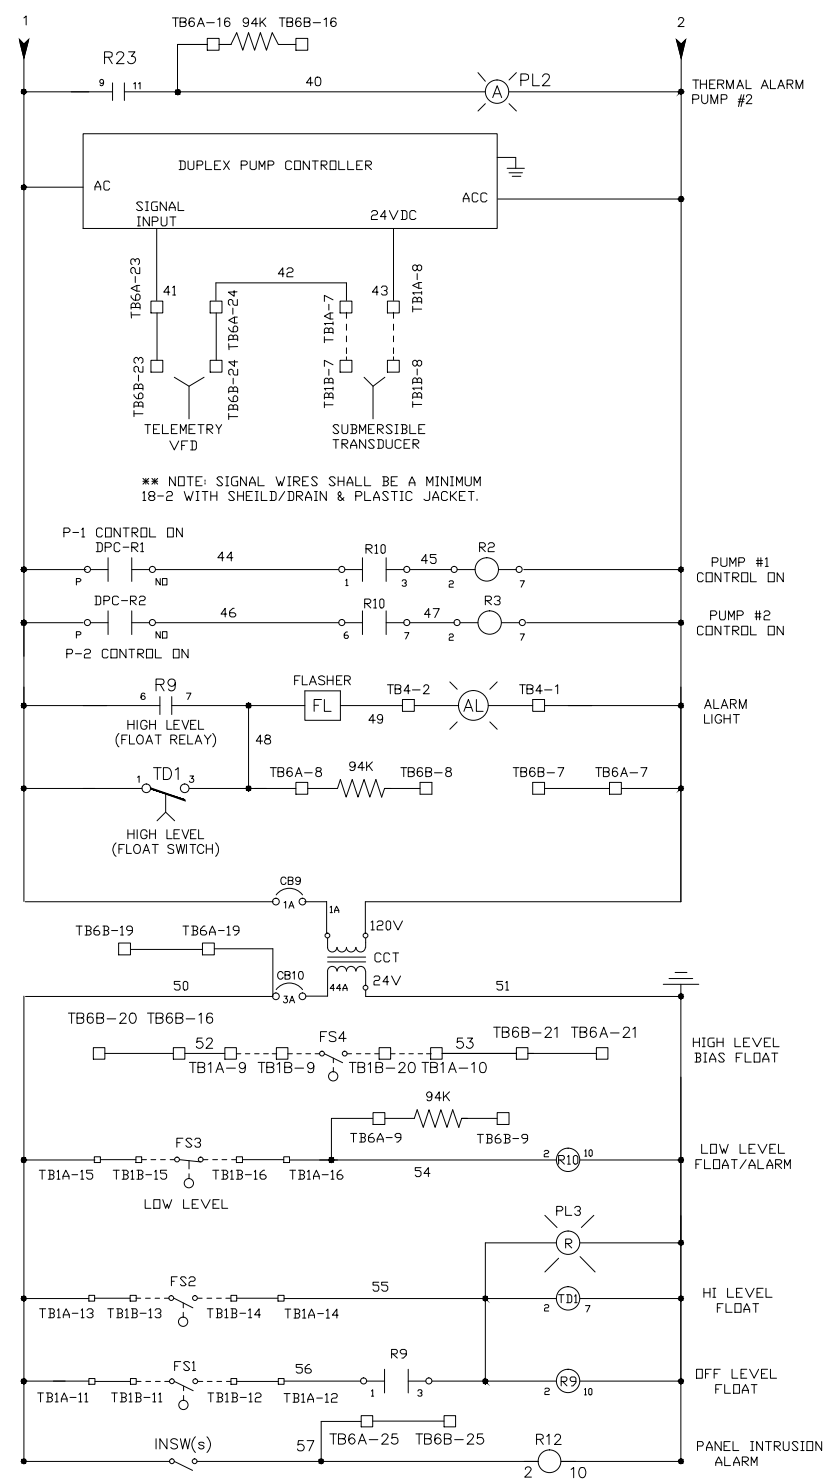 1
2
TB6A-16 94K TB6B-16
R23
9 11
40
PL2
A
THERMAL ALARM
PUMP #2
DUPLEX PUMP CONTROLLER
AC
ACC
SIGNAL
INPUT
24VDC
TB6A-23
41
TB6A-24
42
TB1A-7
43
TB1A-8
TB6B-23
TB6B-24
TB1B-7
TB1B-8
TELEMETRY
VFD
SUBMERSIBLE
TRANSDUCER
** NOTE: SIGNAL WIRES SHALL BE A MINIMUM
18-2 WITH SHEILD/DRAIN & PLASTIC JACKET.
P-1 CONTROL ON
DPC-R1
44
R10
45
R2
P NO 1 3 2 7
PUMP #1
CONTROL ON
DPC-R2
46
R10
47
R3
P NO 6 7 2 7
P-2 CONTROL ON
PUMP #2
CONTROL ON
R9
6 7
HIGH LEVEL
(FLOAT RELAY)
FLASHER
FL
49
TB4-2
AL
TB4-1
ALARM
LIGHT
48
TD1
1 3
TB6A-8
94K
TB6B-8
TB6B-7
TB6A-7
HIGH LEVEL
(FLOAT SWITCH)
CB9
1A
1A
120V
TB6B-19
TB6A-19
CCT
24V
CB10
50
3A
44A
51
TB6B-20 TB6B-16
52
TB1A-9
TB1B-9
FS4
TB1B-20
53
TB1A-10
TB6B-21
TB6A-21
HIGH LEVEL
BIAS FLOAT
94K
TB6A-9
TB6B-9
FS3
TB1A-15
TB1B-15
TB1B-16
TB1A-16
54
2 R10 10
LOW LEVEL
FLOAT/ALARM
LOW LEVEL
PL3
R
FS2
55
TB1A-13
TB1B-13
TB1B-14
TB1A-14
2 TD1 7
HI LEVEL
FLOAT
FS1
56
R9
TB1A-11
TB1B-11
TB1B-12
TB1A-12
1 3
2 R9 10
OFF LEVEL
FLOAT
INSW(s)
57
TB6A-25
TB6B-25
R12
2 10
PANEL INTRUSION
ALARM